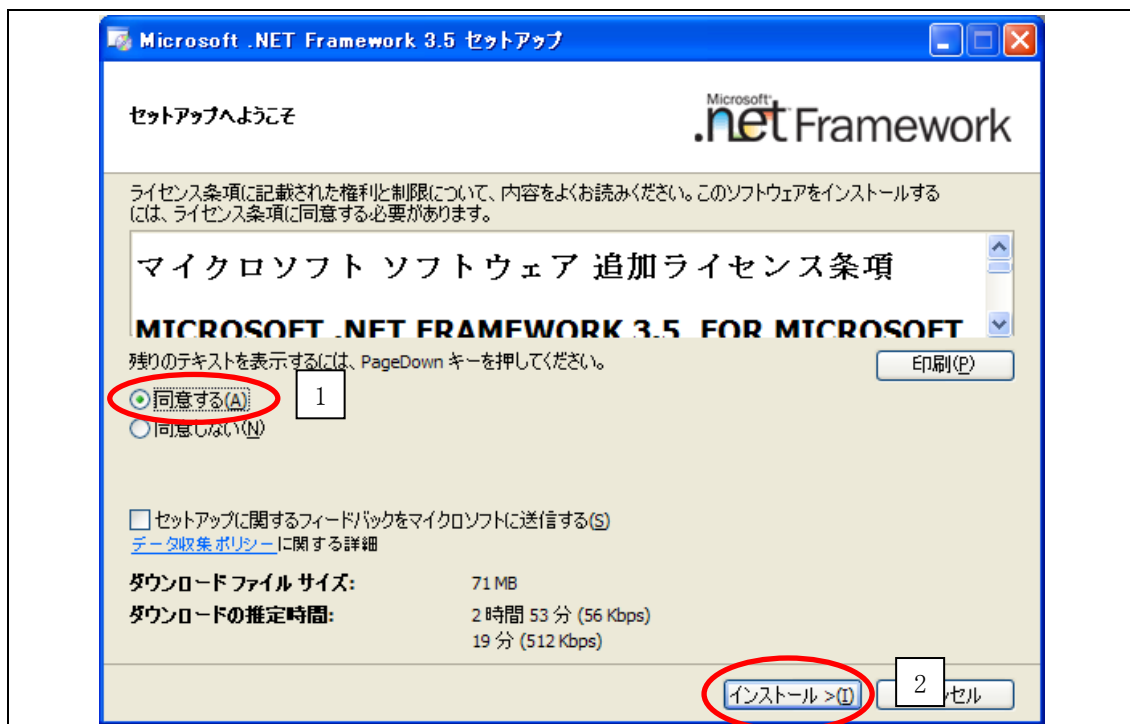 Microsoft .NET Framework 3.5 セットアップ
セットアップへようこそ
Microsoft
.net Framework
ライセンス条項に記載された権利と制限について、内容をよくお読みください。このソフトウェアをインストールする
には、ライセンス条項に同意する必要があります。
マイクロソフト ソフトウェア 追加ライセンス条項
MICROSOFT .NET FRAMEWORK 3.5 FOR MICROSOFT
残りのテキストを表示するには、PageDown キーを押してください。
印刷(P)
同意する(A)
1
同意しない(N)
セットアップに関するフィードバックをマイクロソフトに送信する(S)
データ収集ポリシーに関する詳細
ダウンロード ファイル サイズ: 71 MB
ダウンロードの推定時間: 2 時間 53 分 (56 Kbps)
19 分 (512 Kbps)
インストール >(I)
2
セル